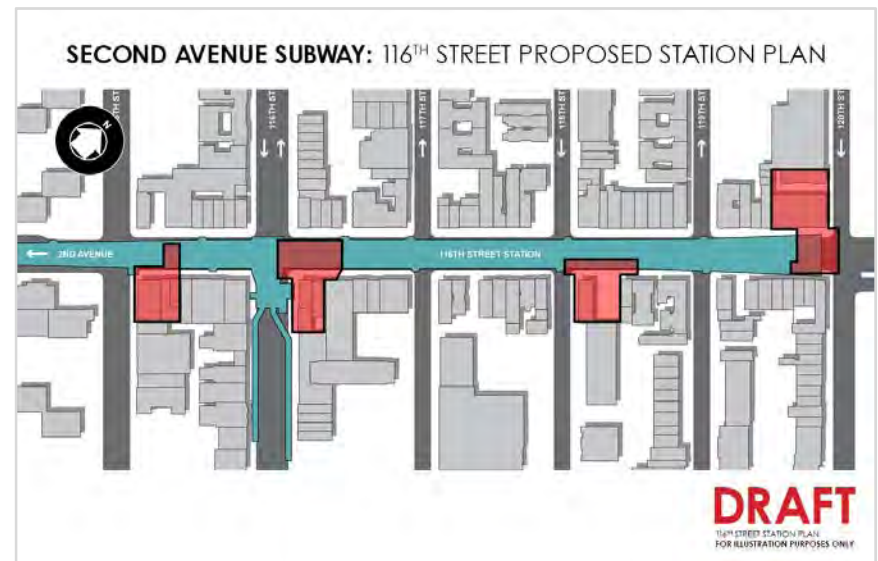 SECOND AVENUE SUBWAY: 116TH STREET PROPOSED STATION PLAN
116TH ST
117TH ST
118TH ST
119TH ST
120TH ST
N
2ND AVENUE
116TH STREET STATION
DRAFT
116TH STREET STATION PLAN
FOR ILLUSTRATION PURPOSES ONLY